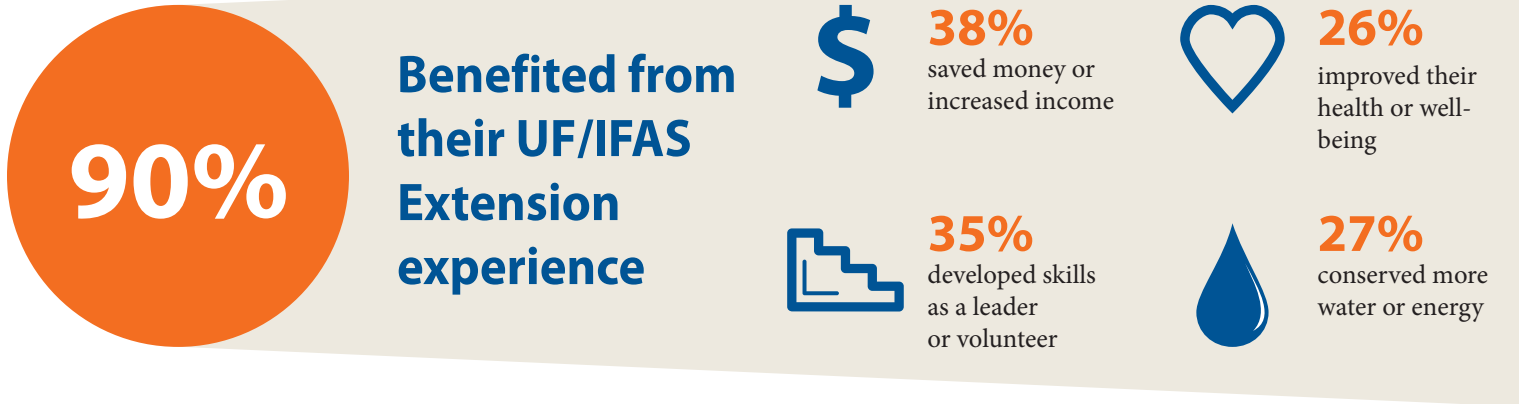 90%
Benefited from
their UF/IFAS
Extension
experience
38%
saved money or
increased income
26%
improved their
health or well-
being
35%
developed skills
as a leader
or volunteer
27%
conserved more
water or energy